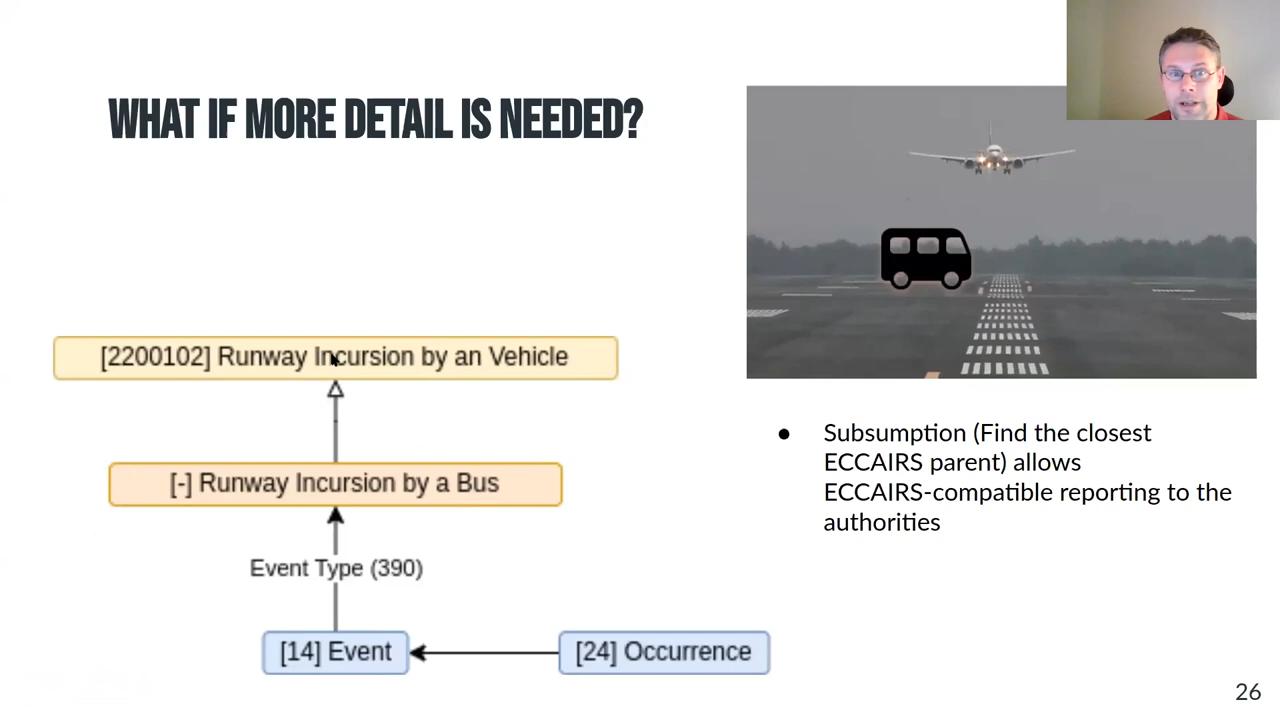 WHAT IF MORE DETAIL IS NEEDED?
[2200102] Runway Incursion by an Vehicle
[-] Runway Incursion by a Bus
Event Type (390)
[14] Event
[24] Occurrence
● Subsumption (Find the closest
ECCAIRS parent) allows
ECCAIRS-compatible reporting to the
authorities
26